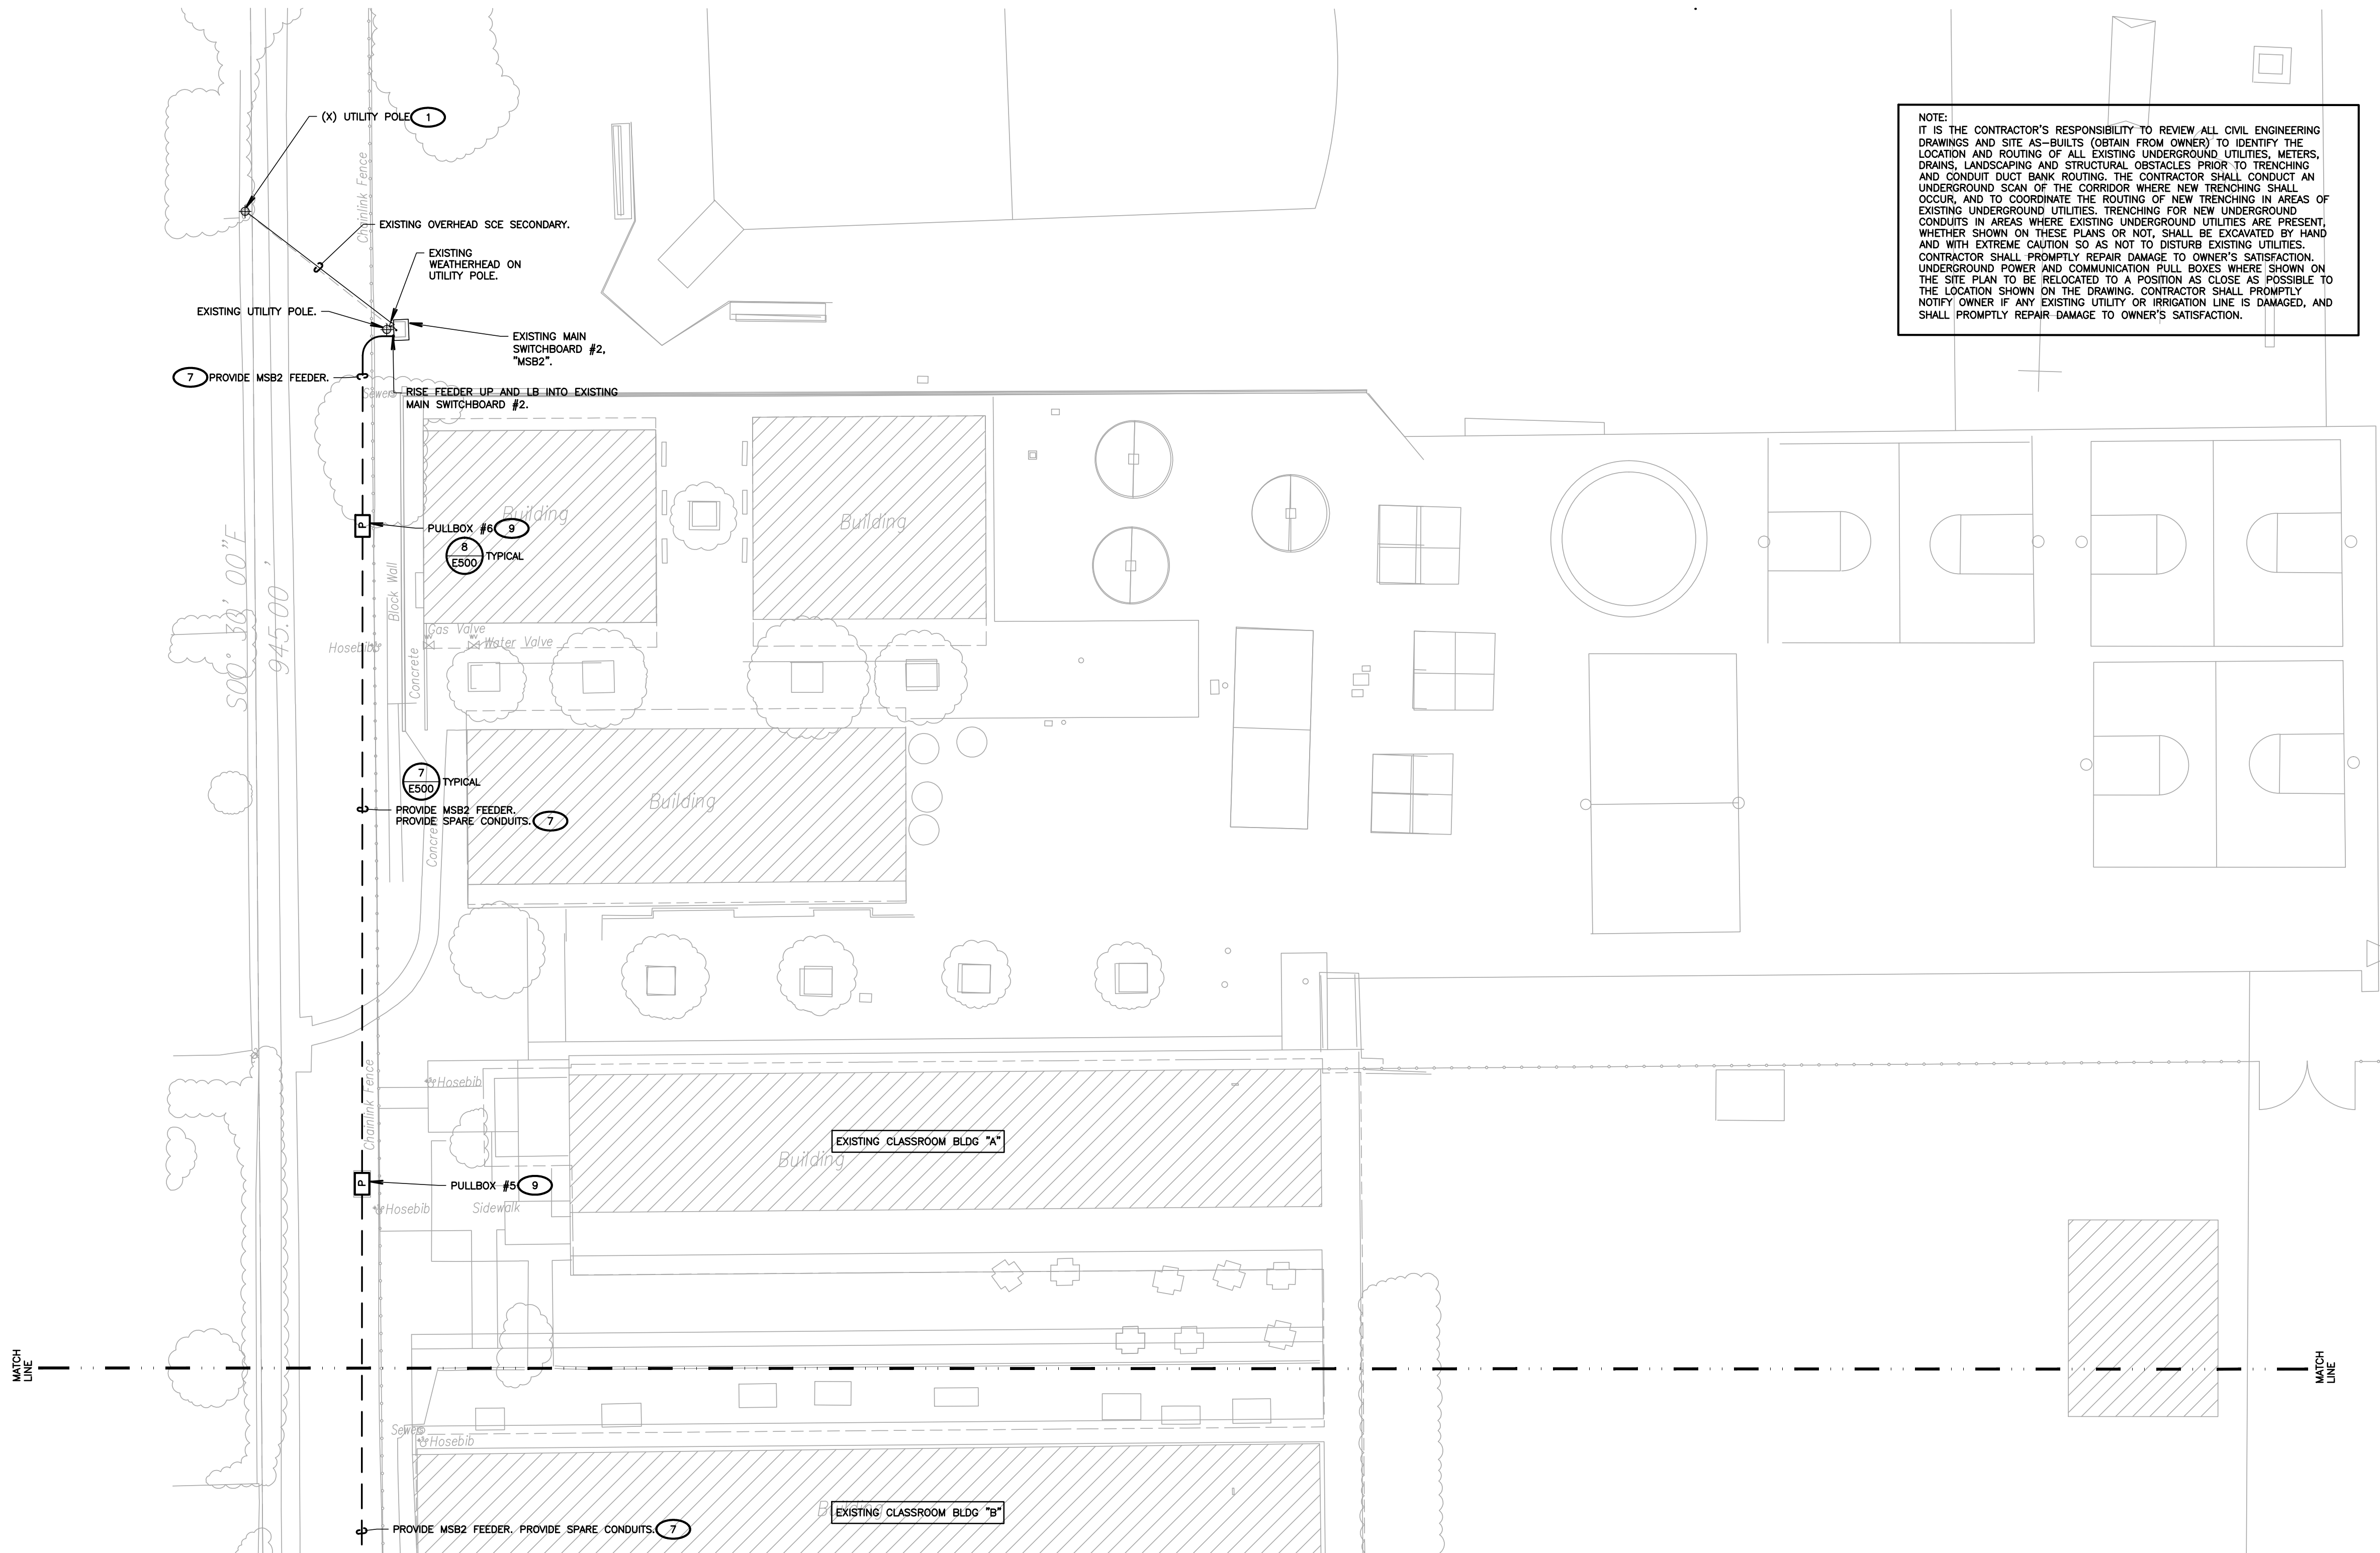 NOTE:
IT IS THE CONTRACTOR'S RESPONSIBILITY TO REVIEW ALL CIVIL ENGINEERING
DRAWINGS AND SITE AS-BUILTS (OBTAIN FROM OWNER) TO IDENTIFY THE
LOCATION AND ROUTING OF ALL EXISTING UNDERGROUND UTILITIES, METERS,
DRAINS, LANDSCAPING AND STRUCTURAL OBSTACLES PRIOR TO TRENCHING
AND CONDUIT DUCT BANK ROUTING. THE CONTRACTOR SHALL CONDUCT AN
UNDERGROUND SCAN OF THE CORRIDOR WHERE NEW TRENCHING SHALL
OCCUR, AND TO COORDINATE THE ROUTING OF NEW TRENCHING IN AREAS OF
EXISTING UNDERGROUND UTILITIES. TRENCHING FOR NEW UNDERGROUND
CONDUITS IN AREAS WHERE EXISTING UNDERGROUND UTILITIES ARE PRESENT,
WHETHER SHOWN ON THESE PLANS OR NOT, SHALL BE EXCAVATED BY HAND
AND WITH EXTREME CAUTION SO AS NOT TO DISTURB EXISTING UTILITIES.
CONTRACTOR SHALL PROMPTLY REPAIR DAMAGE TO OWNER'S SATISFACTION.
UNDERGROUND POWER AND COMMUNICATION PULL BOXES WHERE SHOWN ON
THE SITE PLAN TO BE RELOCATED TO A POSITION AS CLOSE AS POSSIBLE TO
THE LOCATION SHOWN ON THE DRAWING. CONTRACTOR SHALL PROMPTLY
NOTIFY OWNER IF ANY EXISTING UTILITY OR IRRIGATION LINE IS DAMAGED, AND
SHALL PROMPTLY REPAIR DAMAGE TO OWNER'S SATISFACTION.
(X) UTILITY POLE 1
Chainlink Fence
EXISTING OVERHEAD SCE SECONDARY.
EXISTING
WEATHERHEAD ON
UTILITY POLE.
EXISTING UTILITY POLE.
EXISTING MAIN
SWITCHBOARD #2,
"MSB2".
7 PROVIDE MSB2 FEEDER.
Sewer
RISE FEEDER UP AND LB INTO EXISTING
MAIN SWITCHBOARD #2.
Building
Building
P
PULLBOX #6 9
8
E500 TYPICAL
S00° 38' 00"E
945.00 '
Block Wall
Gas Valve
Water Valve
Hosebib
Concrete
7
E500 TYPICAL
Building
PROVIDE MSB2 FEEDER.
PROVIDE SPARE CONDUITS. 7
Concrete
Chainlink Fence
Hosebib
EXISTING CLASSROOM BLDG "A"
Building
P
PULLBOX #5 9
Hosebib
Sidewalk
MATCH
LINE
MATCH
LINE
Sewer
Hosebib
Building
EXISTING CLASSROOM BLDG "B"
PROVIDE MSB2 FEEDER. PROVIDE SPARE CONDUITS. 7